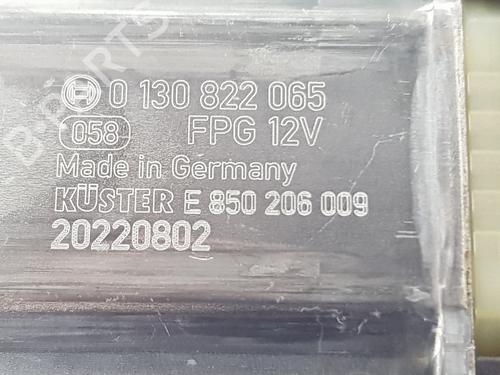 B-PARTS
0 130 822 065
058 FPG 12V
Made in Germany
KÜSTER E 850 206 009
20220802